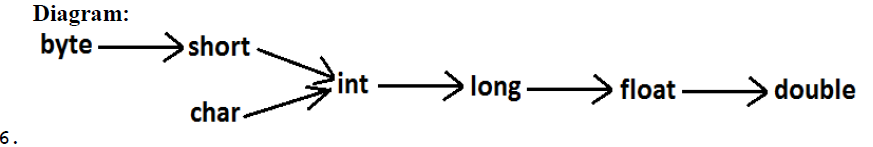 Diagram:
byte short
int long float double
char
6.